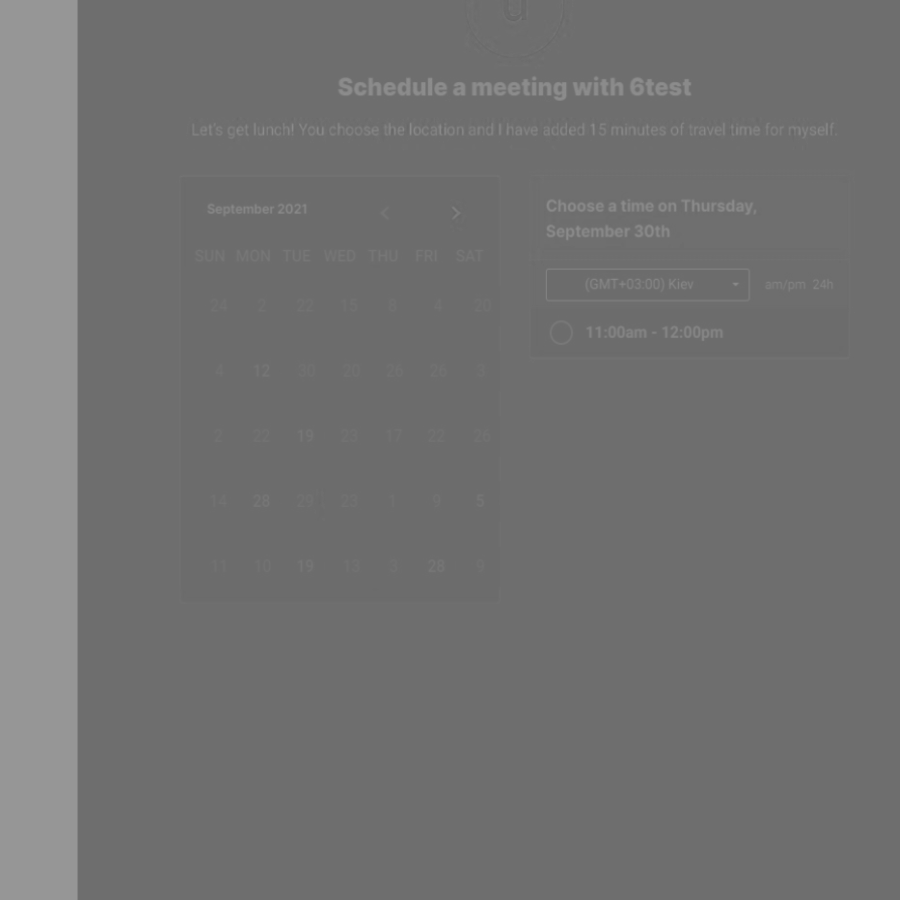 Schedule a meeting with 6test
Let's get lunch! You choose the location and I have added 15 minutes of travel time for myself.
September 2021
SUN MON TUE WED THU FRI SAT
24 2 22 15 8 4 20
4 12 30 20 26 26 3
2 22 19 20 17 22 26
14 28 29 23 1 9 5
11 10 19 13 8 28 9
Choose a time on Thursday,
September 30th
(GMT+03:00) Kiev am/pm 24h
11:00am - 12:00pm